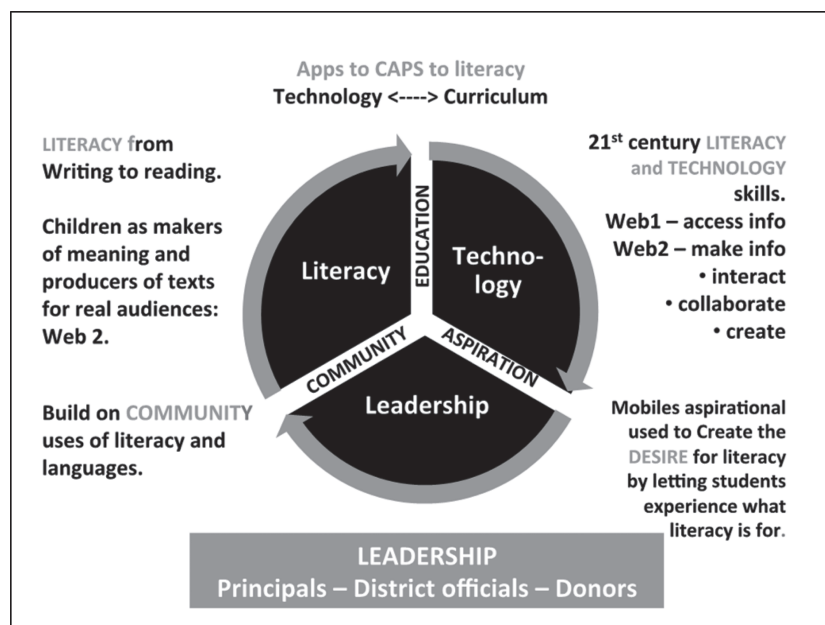 Apps to CAPS to literacy
Technology <----> Curriculum
LITERACY from
Writing to reading.
Children as makers
of meaning and
producers of texts
for real audiences:
Web 2.
Build on COMMUNITY
uses of literacy and
languages.
Literacy
EDUCATION
Techno-
logy
COMMUNITY
ASPIRATION
Leadership
21st century LITERACY
and TECHNOLOGY
skills.
Web1 – access info
Web2 – make info
• interact
• collaborate
• create
Mobiles aspirational
used to Create the
DESIRE for literacy
by letting students
experience what
literacy is for.
LEADERSHIP
Principals – District officials – Donors